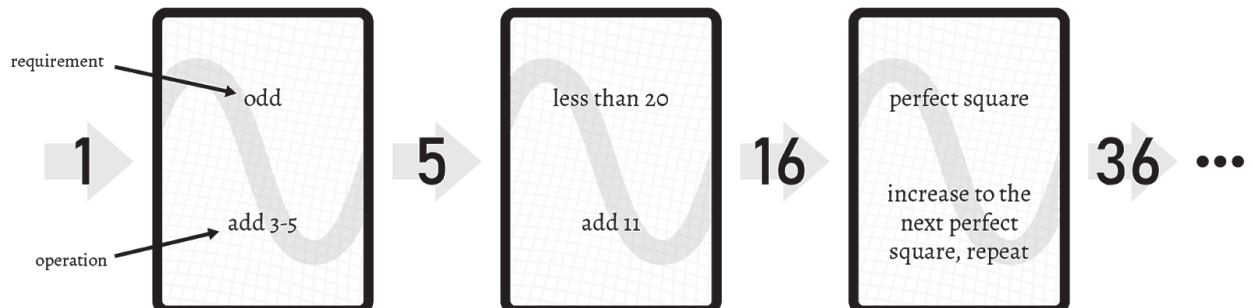 requirement
odd
add 3-5
operation
1
5
less than 20
add 11
16
perfect square
increase to the
next perfect
square, repeat
36
...